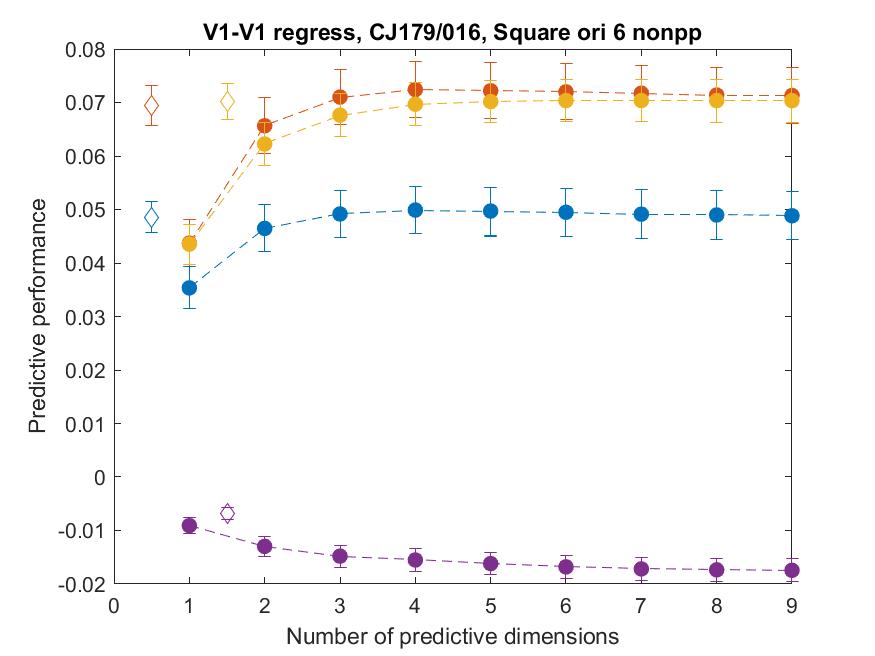 V1-V1 regress, CJ179/016, Square ori 6 nonpp
0.08
0.07
0.06
0.05
0.04
0.03
0.02
0.01
0
-0.01
-0.02
Predictive performance
0 1 2 3 4 5 6 7 8 9
Number of predictive dimensions